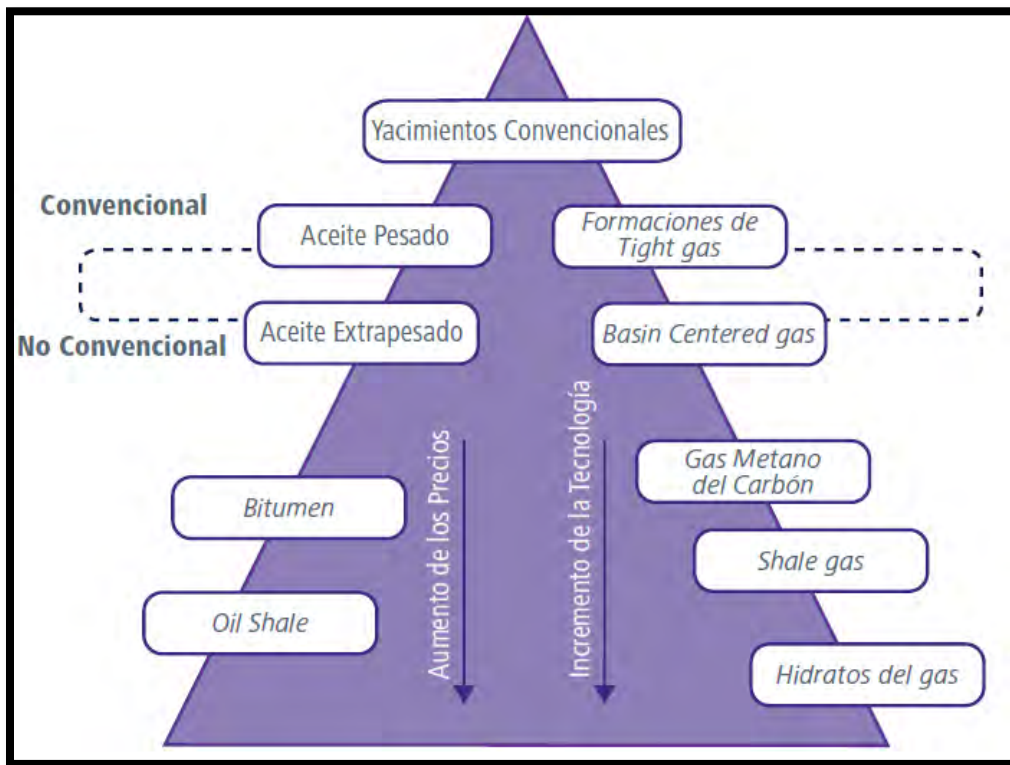 Yacimientos Convencionales
Convencional
Aceite Pesado
Formaciones de
Tight gas
No Convencional
Aceite Extrapesado
Basin Centered gas
Aumento de los Precios
Incremento de la Tecnología
Gas Metano
del Carbón
Bitumen
Shale gas
Oil Shale
Hidratos del gas